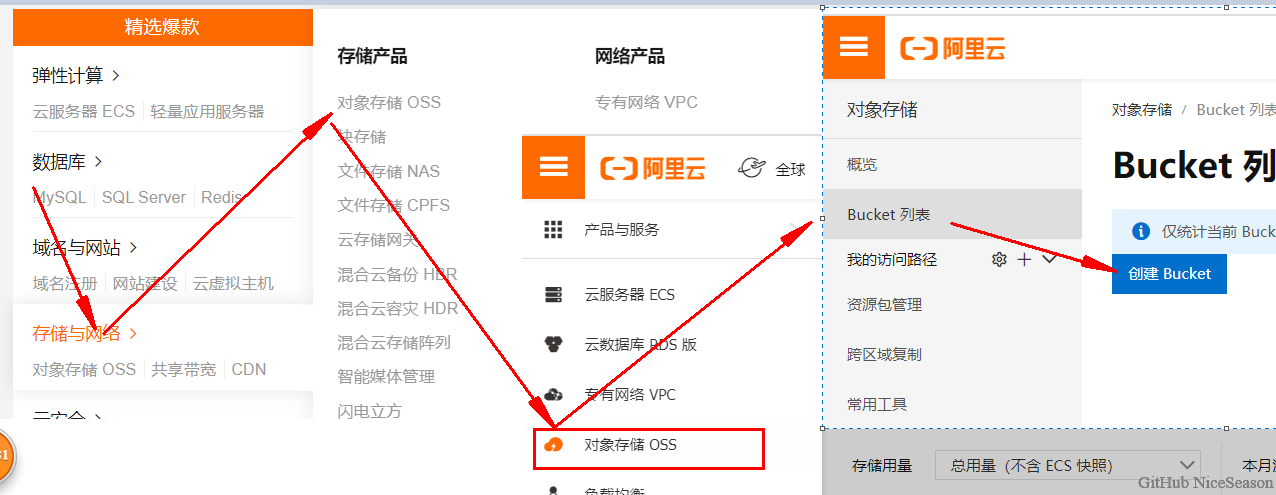 精选爆款
弹性计算
云服务器 ECS 轻量应用服务器
数据库
MySQL SQL Server Redis
域名与网站
域名注册 网站建设 云虚拟主机
存储与网络
对象存储 OSS 共享带宽 CDN
云安全
31
存储产品
对象存储 OSS
块存储
文件存储 NAS
文件存储 CPFS
云存储网关
混合云备份 HBR
混合云容灾 HDR
混合云存储阵列
智能媒体管理
闪电立方
网络产品
专有网络 VPC
阿里云 全球
产品与服务
云服务器 ECS
云数据库 RDS 版
专有网络 VPC
对象存储 OSS
负载均衡
阿里云
对象存储
概览
Bucket 列表
我的访问路径
资源包管理
跨区域复制
常用工具
对象存储 / Bucket 列表
Bucket 列
仅统计当前 Buck
创建 Bucket
存储用量 总用量（不含 ECS 快照） 本月
GitHub NiceSeason